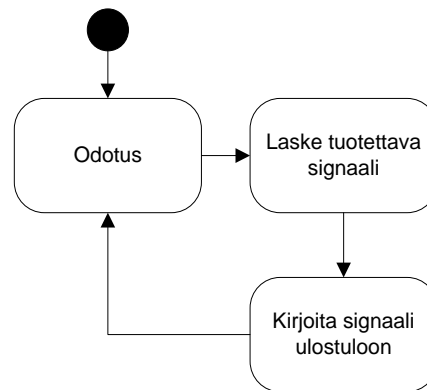 Odotus
Laske tuotettava
signaali
Kirjoita signaali
ulostuloon